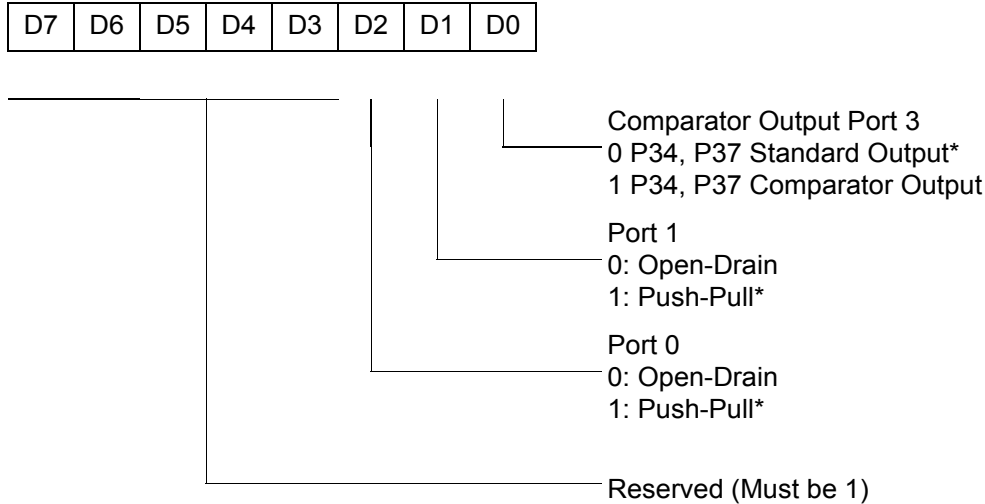 D7 D6 D5 D4 D3 D2 D1 D0
Comparator Output Port 3
0 P34, P37 Standard Output*
1 P34, P37 Comparator Output
Port 1
0: Open-Drain
1: Push-Pull*
Port 0
0: Open-Drain
1: Push-Pull*
Reserved (Must be 1)